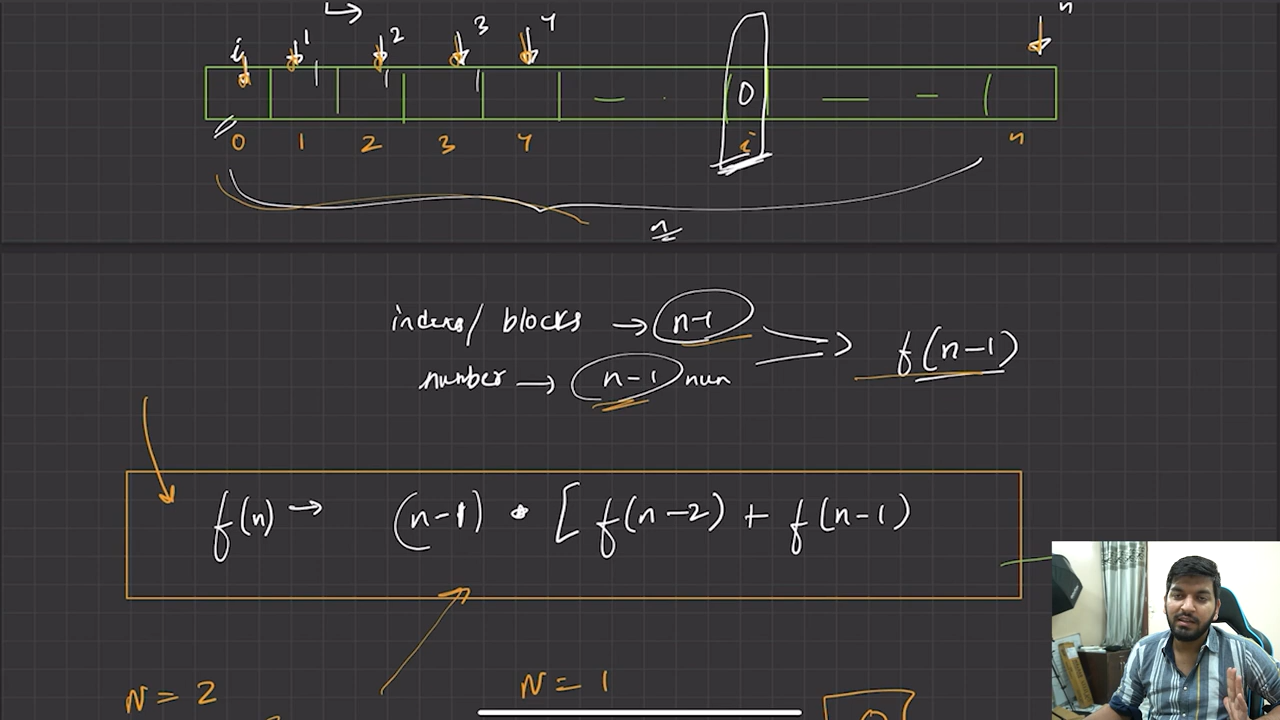 n
i 1 2 3 4
0
0 1 2 3 4 i n
n
indexes/ blocks → n-1
f(n-1)
number → n-1 num
f(n) → (n-1) • [ f(n-2) + f(n-1)
N = 2 N = 1